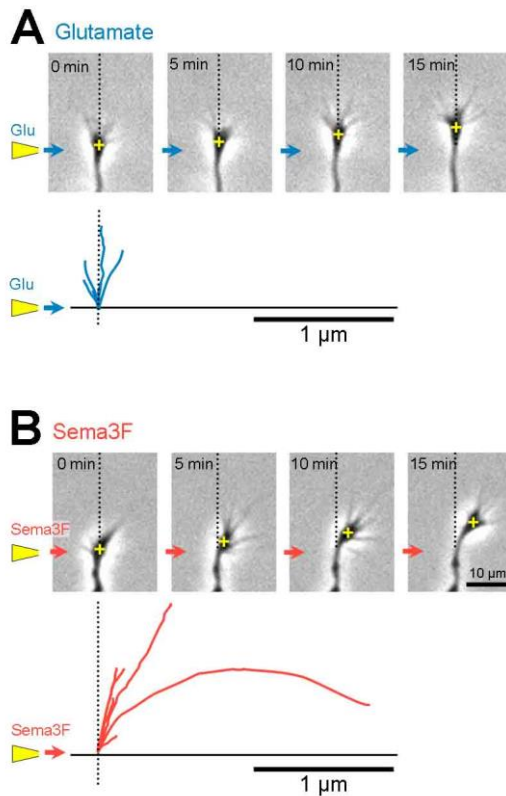 A Glutamate
0 min 5 min 10 min 15 min
Glu
Glu
1 µm
B Sema3F
0 min 5 min 10 min 15 min
Sema3F
10 µm
Sema3F
1 µm